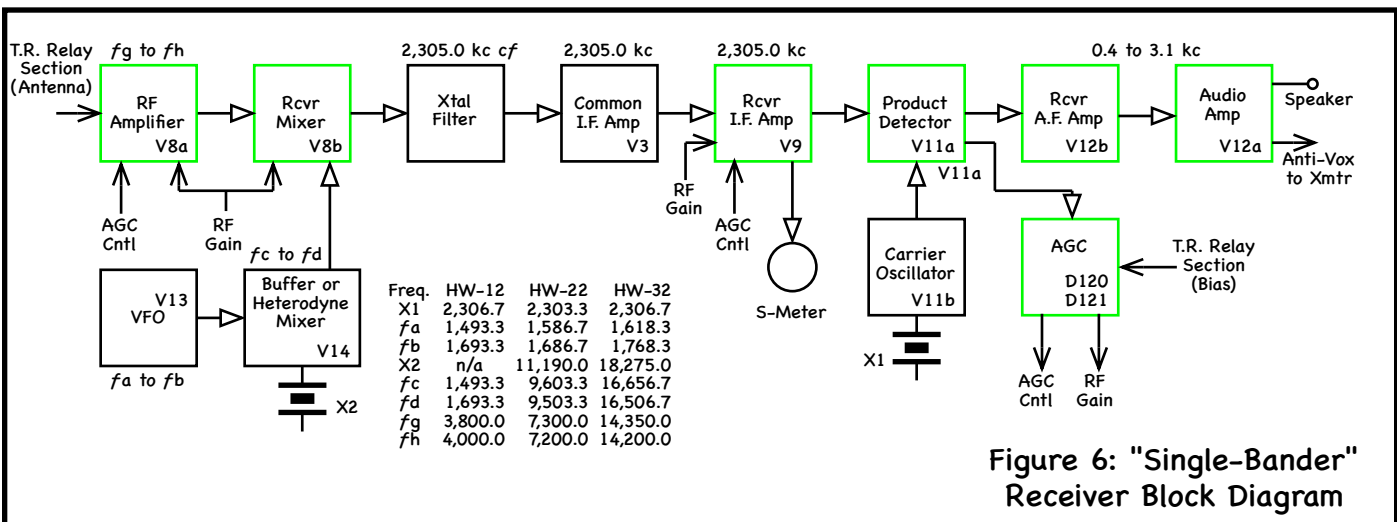 T.R. Relay
Section
(Antenna)
fg to fh
RF
Amplifier
V8a
Rcvr
Mixer
V8b
2,305.0 kc cf
Xtal
Filter
2,305.0 kc
Common
I.F. Amp
V3
2,305.0 kc
Rcvr
I.F. Amp
V9
Product
Detector
V11a
V11a
0.4 to 3.1 kc
Rcvr
A.F. Amp
V12b
Audio
Amp
V12a
Speaker
Anti-Vox
to Xmtr
AGC
Cntl
RF
Gain
RF
Gain
AGC
Cntl
S-Meter
fc to fd
V13
VFO
fa to fb
Buffer or
Heterodyne
Mixer
V14
X2
Carrier
Oscillator
V11b
X1
AGC
D120
D121
T.R. Relay
Section
(Bias)
AGC
Cntl
RF
Gain
Freq. HW-12 HW-22 HW-32
X1 2,306.7 2,303.3 2,306.7
fa 1,493.3 1,586.7 1,618.3
fb 1,693.3 1,686.7 1,768.3
X2 n/a 11,190.0 18,275.0
fc 1,493.3 9,603.3 16,656.7
fd 1,693.3 9,503.3 16,506.7
fg 3,800.0 7,300.0 14,350.0
fh 4,000.0 7,200.0 14,200.0
Figure 6: "Single-Bander"
Receiver Block Diagram